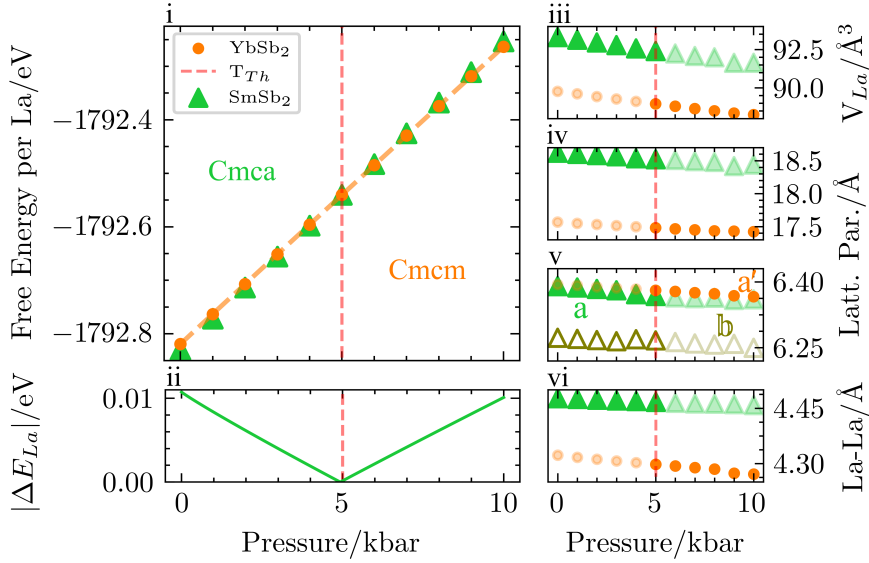 i
YbSb₂
T_Th
SmSb₂
Free Energy per La/eV
−1792.4
−1792.6
−1792.8
Cmca
Cmcm
ii
|ΔE_La|/eV
0.01
0.00
0 5 10
Pressure/kbar
iii
92.5
90.0
V_La/Å³
iv
18.5
18.0
17.5
Latt. Par./Å
v
6.40
6.25
a
a′
b
vi
4.45
4.30
La-La/Å
0 5 10
Pressure/kbar